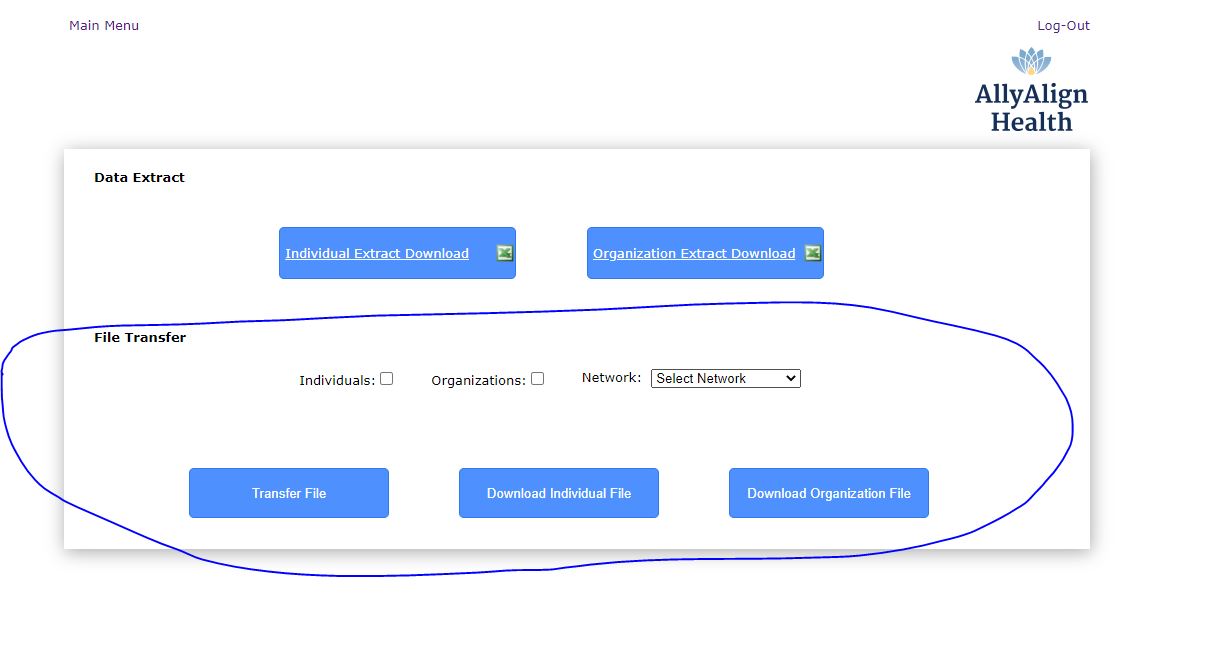 Main Menu
Log-Out
AllyAlign
Health
Data Extract
Individual Extract Download
Organization Extract Download
File Transfer
Individuals:
Organizations:
Network:
Select Network
Transfer File
Download Individual File
Download Organization File